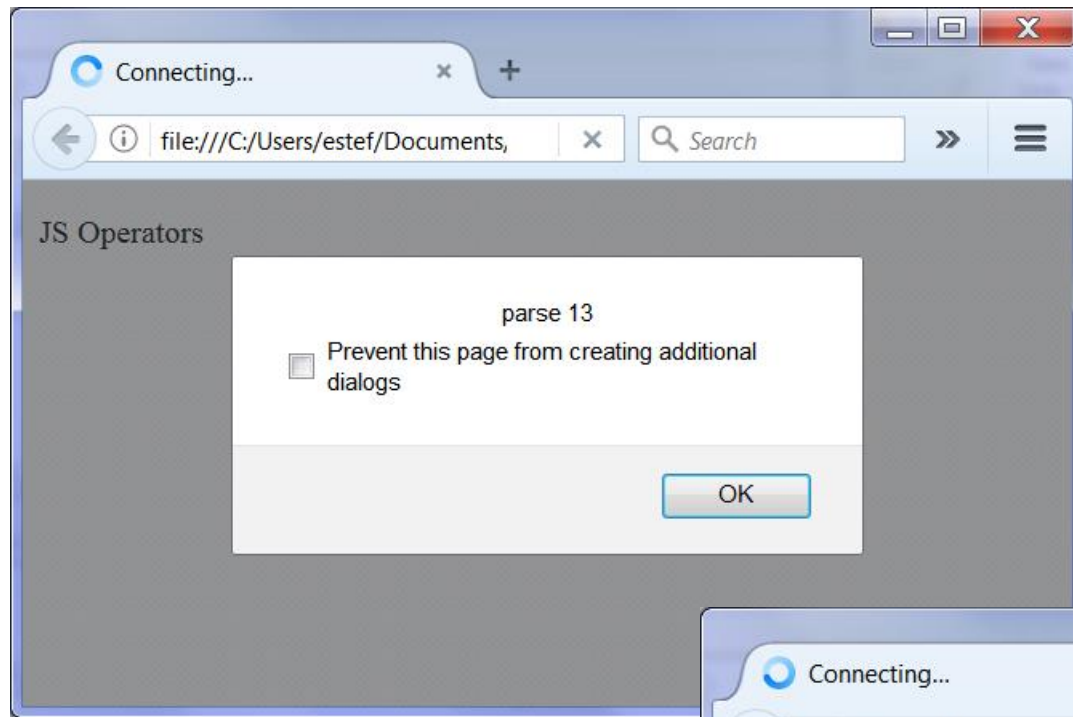 Connecting...
file:///C:/Users/estef/Documents,
Search
JS Operators
parse 13
Prevent this page from creating additional
dialogs
OK
Connecting...